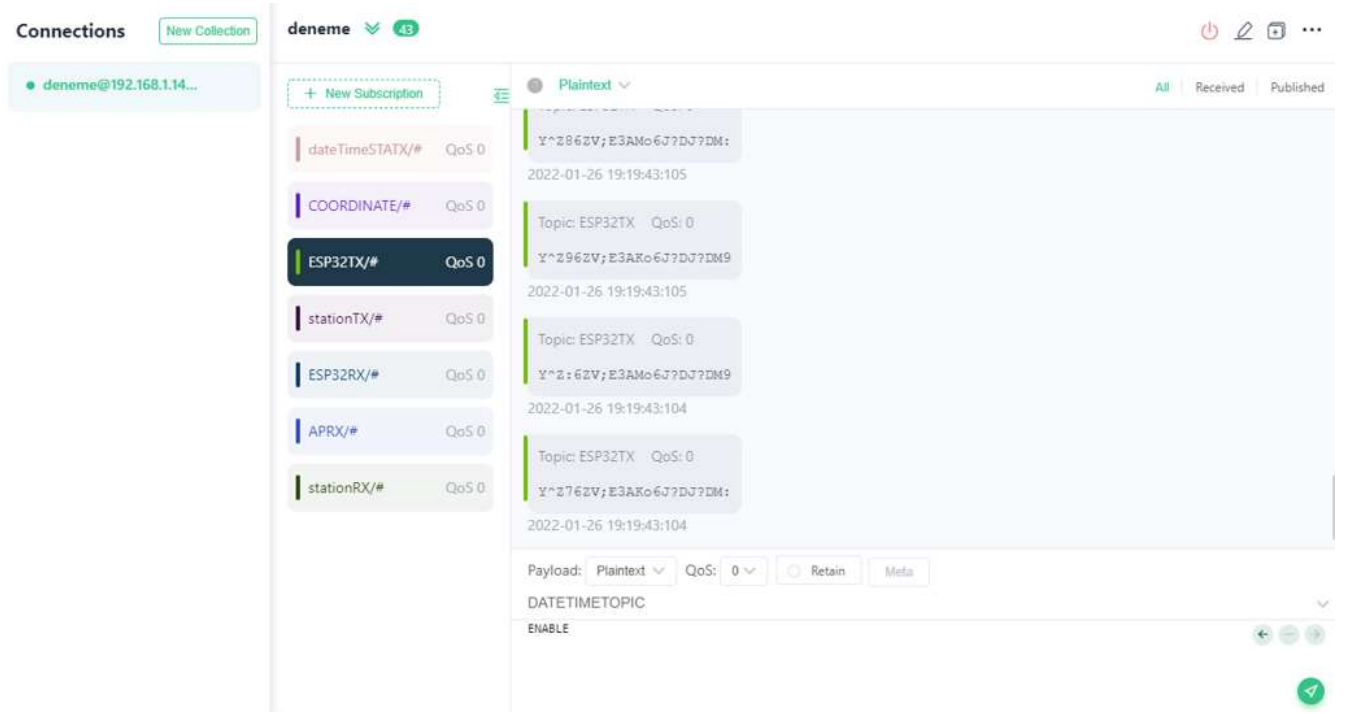 Connections
New Collection
deneme
43
deneme@192.168.1.14...
+ New Subscription
Plaintext
All
Received
Published
dateTimeSTATX/# QoS 0
COORDINATE/# QoS 0
ESP32TX/# QoS 0
stationTX/# QoS 0
ESP32RX/# QoS 0
APRX/# QoS 0
stationRX/# QoS 0
Y^Z86ZV;E3AMo6J?DJ?DM:
2022-01-26 19:19:43:105
Topic: ESP32TX QoS: 0
Y^Z96ZV;E3AKo6J?DJ?DM9
2022-01-26 19:19:43:105
Topic: ESP32TX QoS: 0
Y^Z:6ZV;E3AMo6J?DJ?DM9
2022-01-26 19:19:43:104
Topic: ESP32TX QoS: 0
Y^Z76ZV;E3AKo6J?DJ?DM:
2022-01-26 19:19:43:104
Payload: Plaintext QoS: 0 Retain Meta
DATETIMETOPIC
ENABLE